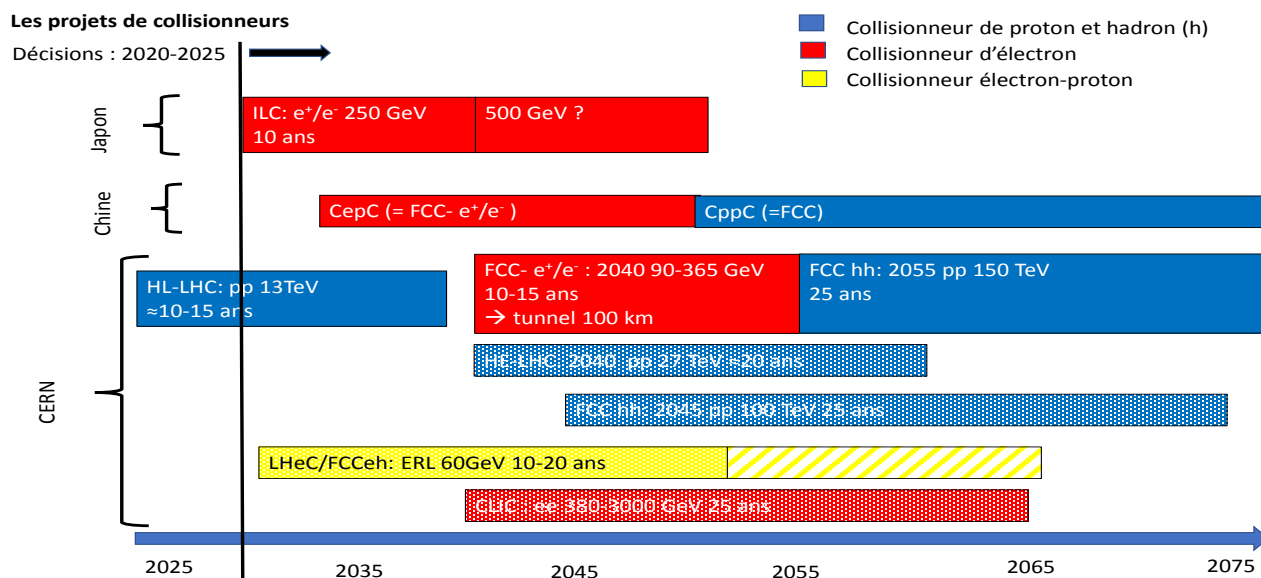 Les projets de collisionneurs
Décisions : 2020-2025
Collisionneur de proton et hadron (h)
Collisionneur d'électron
Collisionneur électron-proton
Japon
ILC: e⁺/e⁻ 250 GeV
10 ans
500 GeV ?
Chine
CepC (= FCC- e⁺/e⁻ )
CppC (=FCC)
CERN
HL-LHC: pp 13TeV
≈10-15 ans
FCC- e⁺/e⁻ : 2040 90-365 GeV
10-15 ans
→ tunnel 100 km
FCC hh: 2055 pp 150 TeV
25 ans
HE-LHC 2040 pp 27 TeV ≈20 ans
FCC hh: 2045 pp 100 TeV 25 ans
LHeC/FCCeh: ERL 60GeV 10-20 ans
CLIC : ee 380-3000 GeV 25 ans
2025 2035 2045 2055 2065 2075